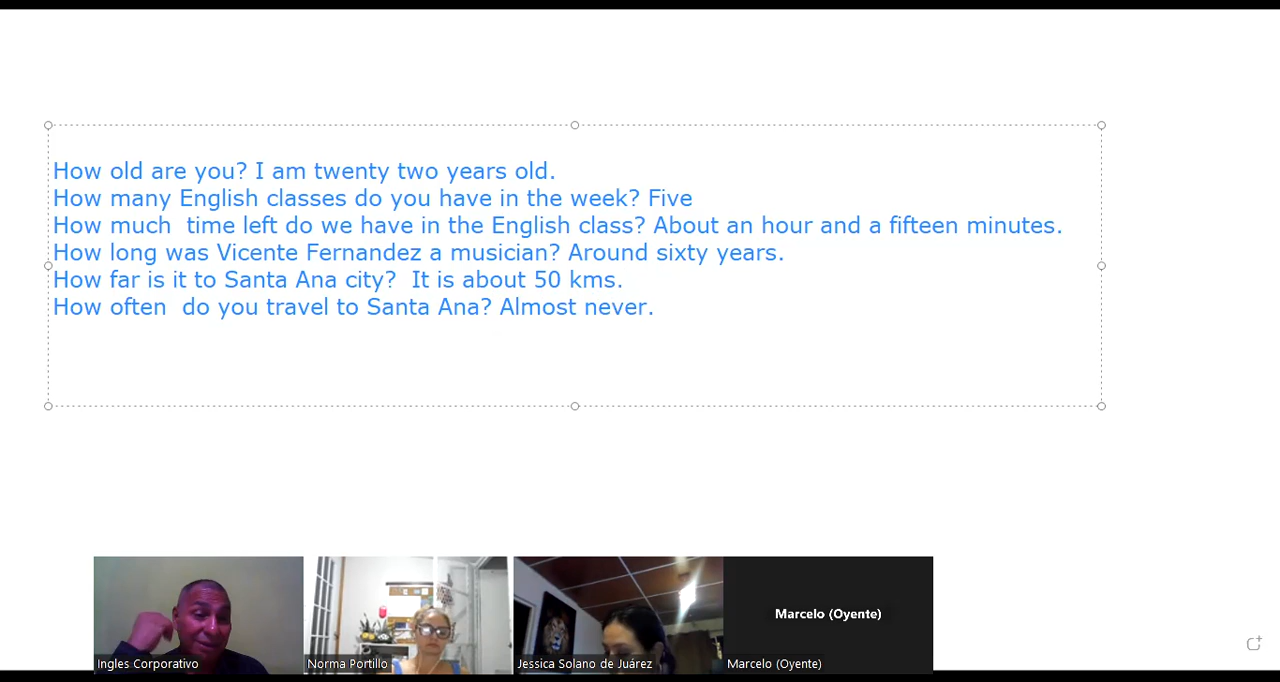 How old are you? I am twenty two years old.
How many English classes do you have in the week? Five
How much  time left do we have in the English class? About an hour and a fifteen minutes.
How long was Vicente Fernandez a musician? Around sixty years.
How far is it to Santa Ana city?  It is about 50 kms.
How often  do you travel to Santa Ana? Almost never.
Marcelo (Oyente)
Ingles Corporativo
Norma Portillo
Jessica Solano de Juárez
Marcelo (Oyente)